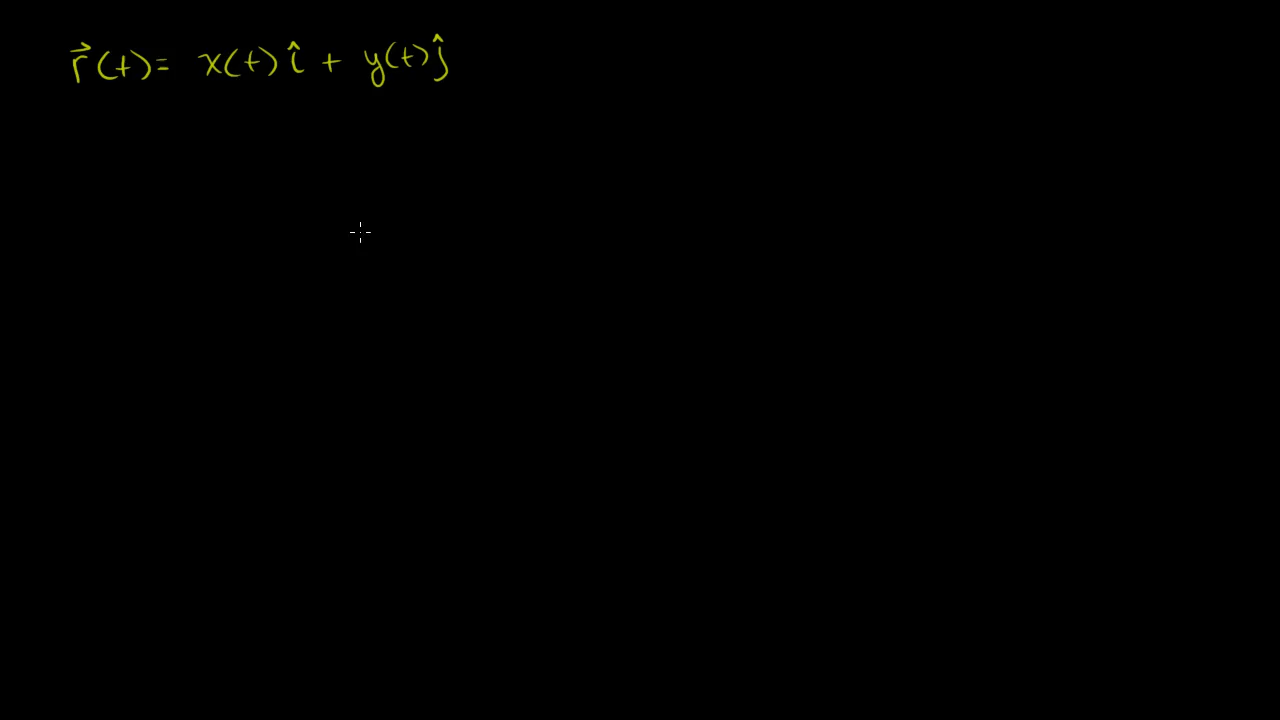 r⃗(t)= x(t) î + y(t) ĵ